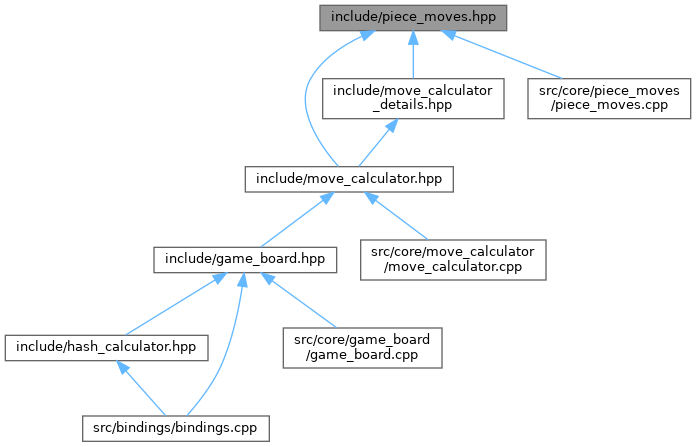 include/piece_moves.hpp
include/move_calculator
_details.hpp
src/core/piece_moves
/piece_moves.cpp
include/move_calculator.hpp
include/game_board.hpp
src/core/move_calculator
/move_calculator.cpp
include/hash_calculator.hpp
src/core/game_board
/game_board.cpp
src/bindings/bindings.cpp